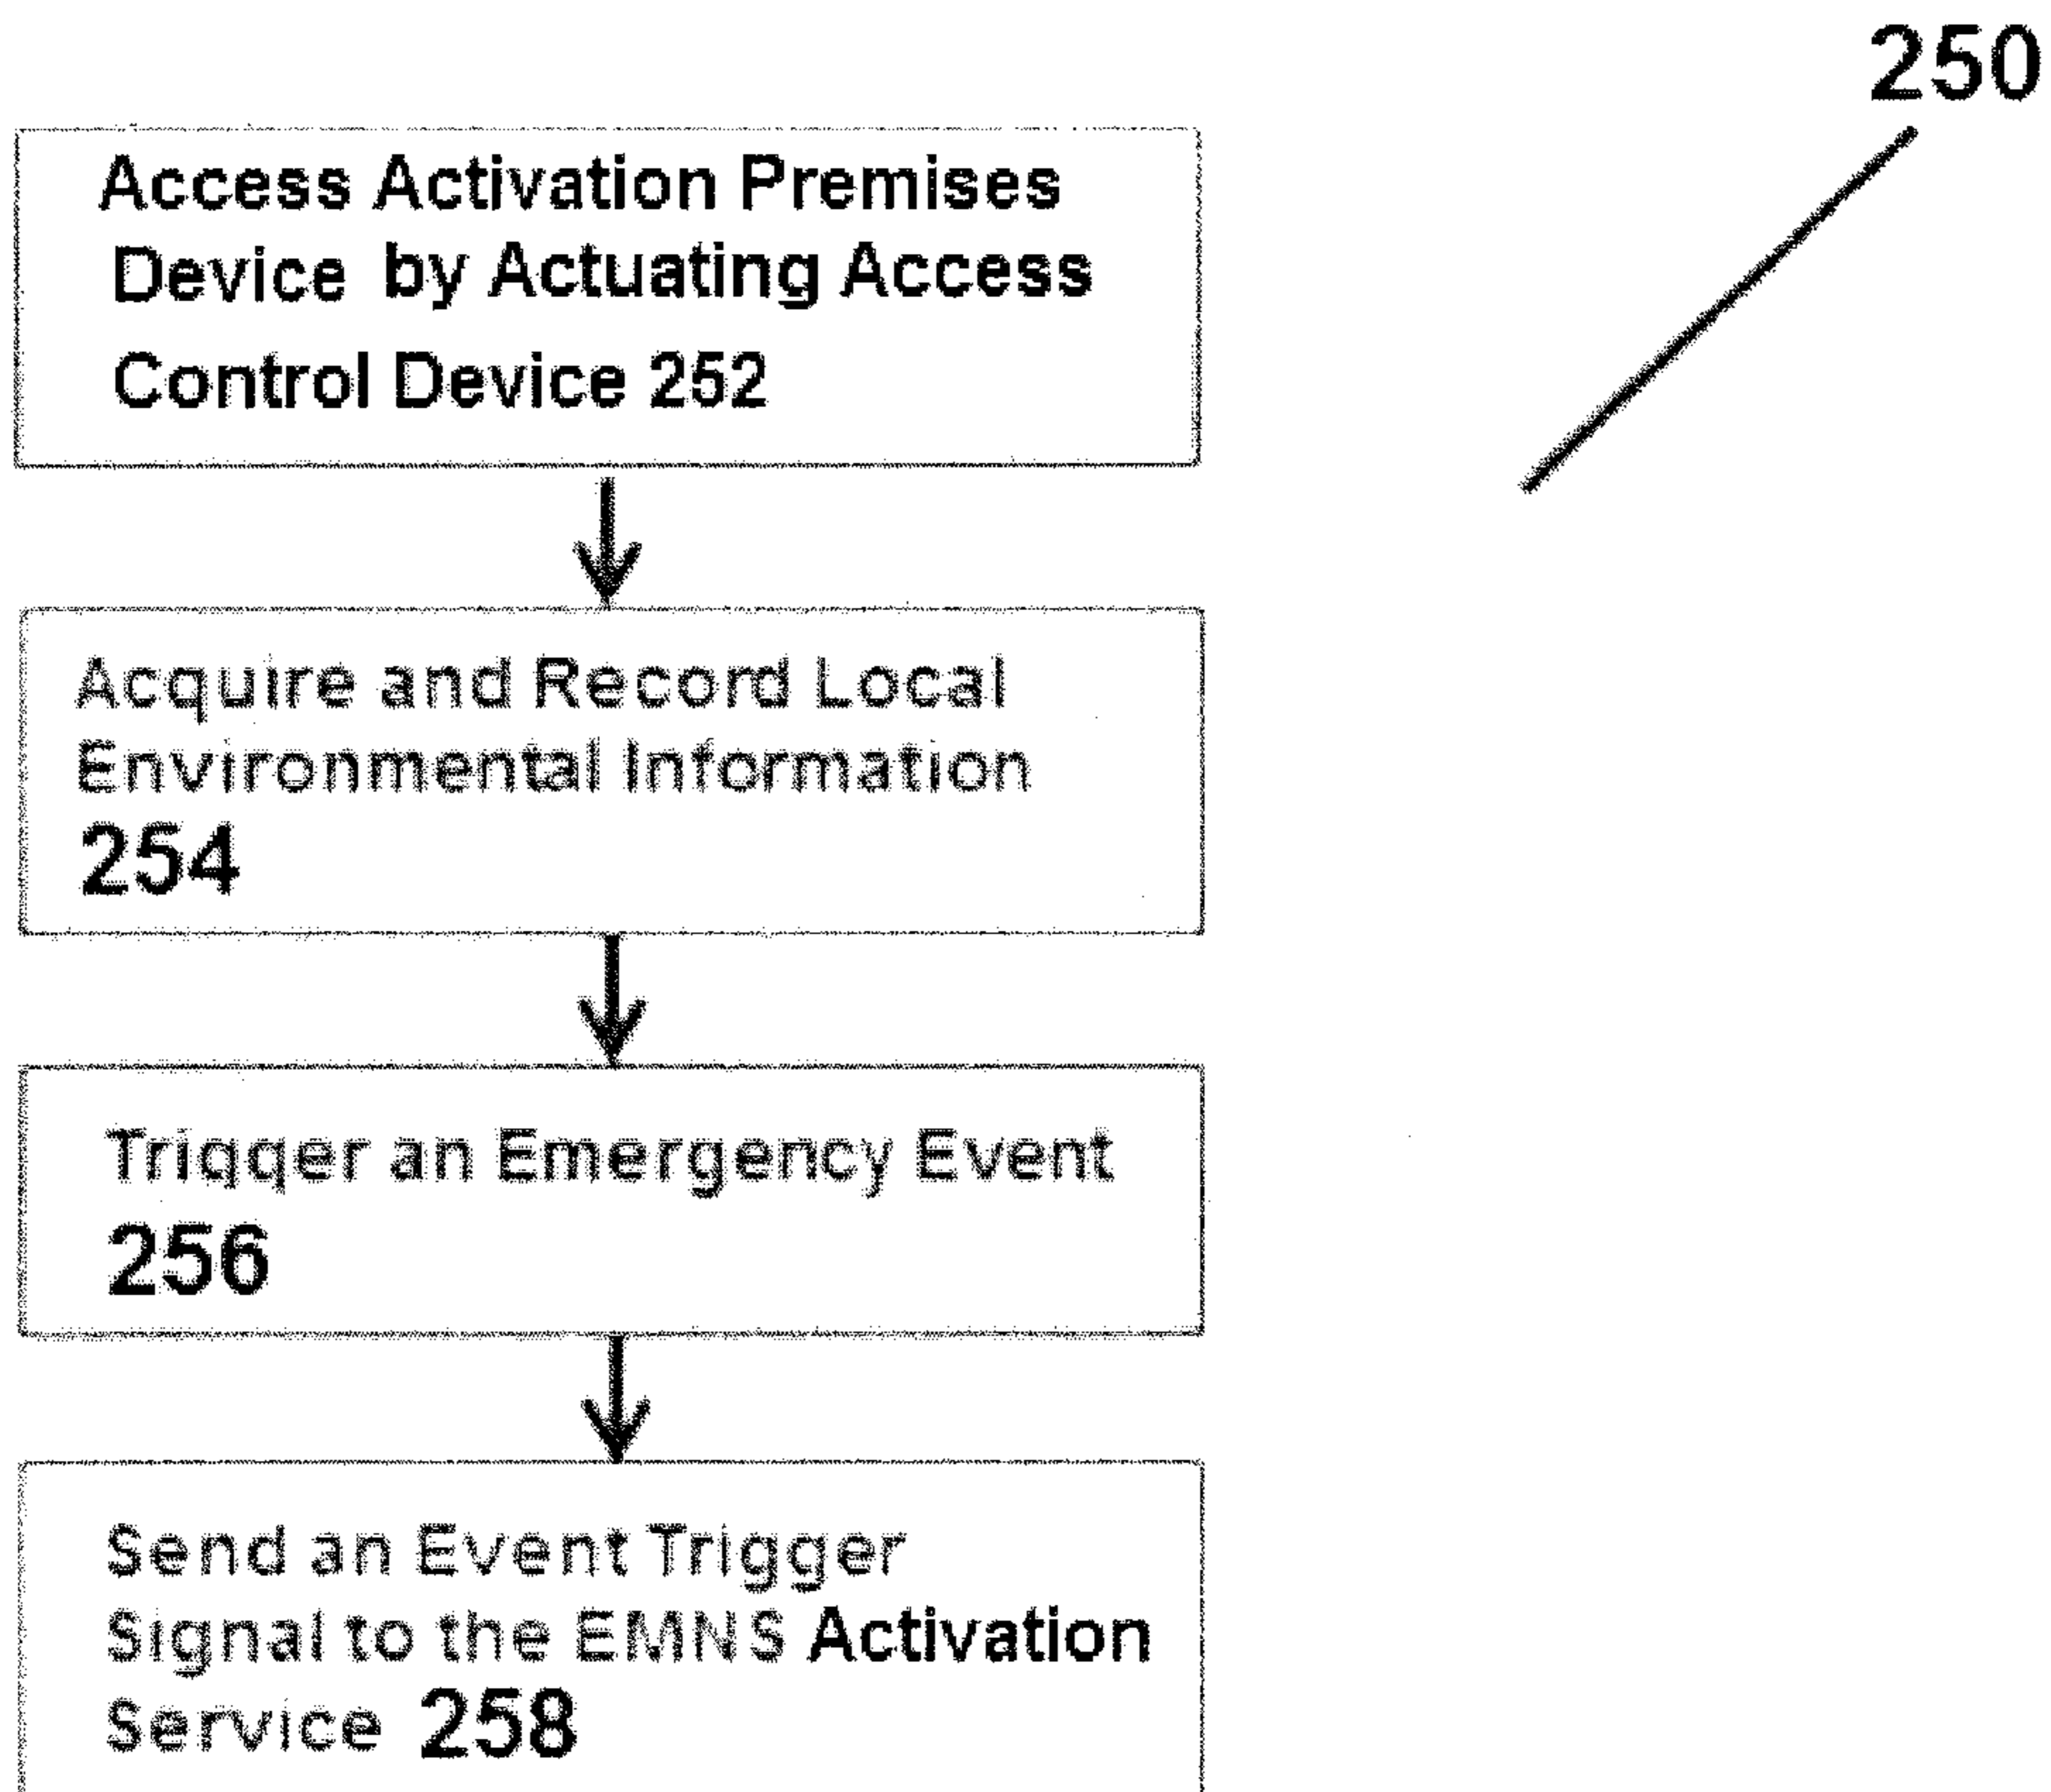 250
Access Activation Premises
Device by Actuating Access
Control Device 252
Acquire and Record Local
Environmental Information
254
Trigger an Emergency Event
256
Send an Event Trigger
Signal to the EMNS Activation
Service 258